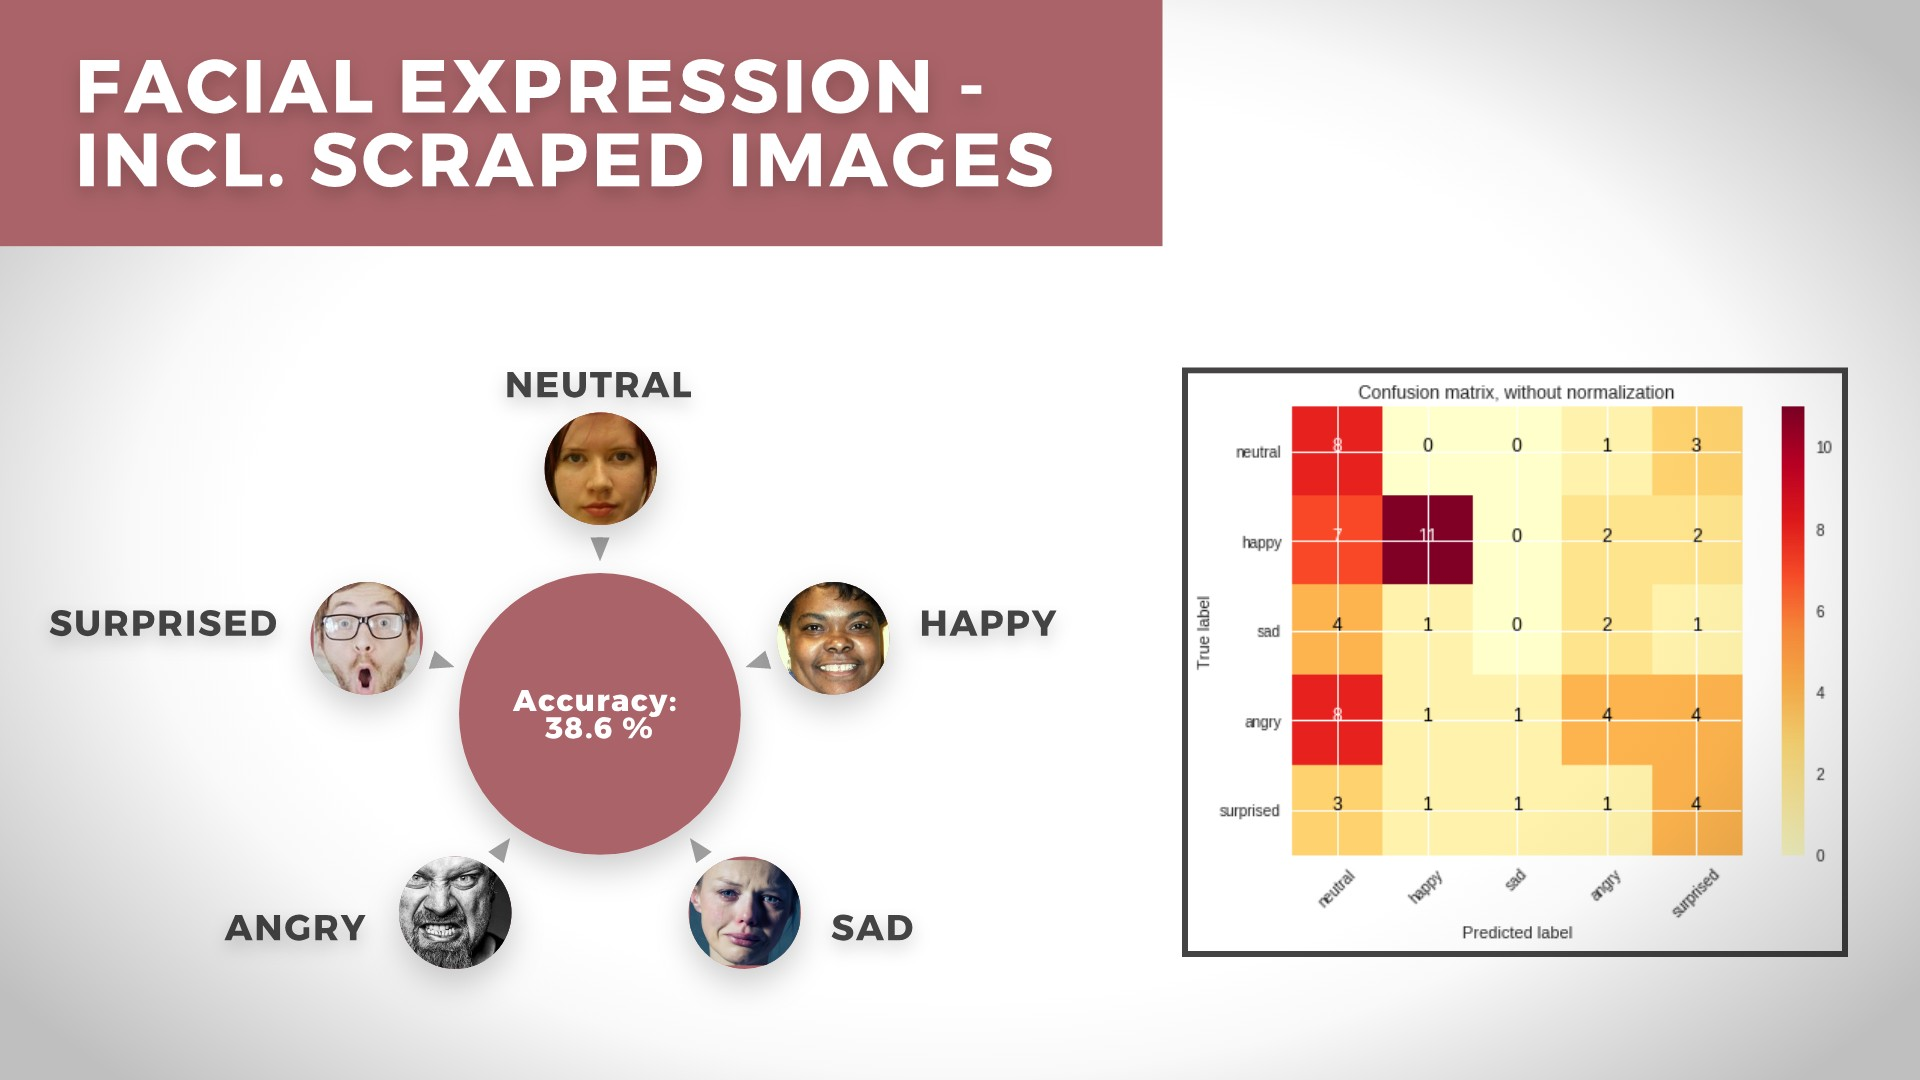 FACIAL EXPRESSION -
INCL. SCRAPED IMAGES
NEUTRAL
SURPRISED
HAPPY
Accuracy:
38.6 %
ANGRY
SAD
Confusion matrix, without normalization
True label
neutral 8 0 0 1 3
happy 7 11 0 2 2
sad 4 1 0 2 1
angry 8 1 1 4 4
surprised 3 1 1 1 4
neutral happy sad angry surprised
Predicted label
10
8
6
4
2
0